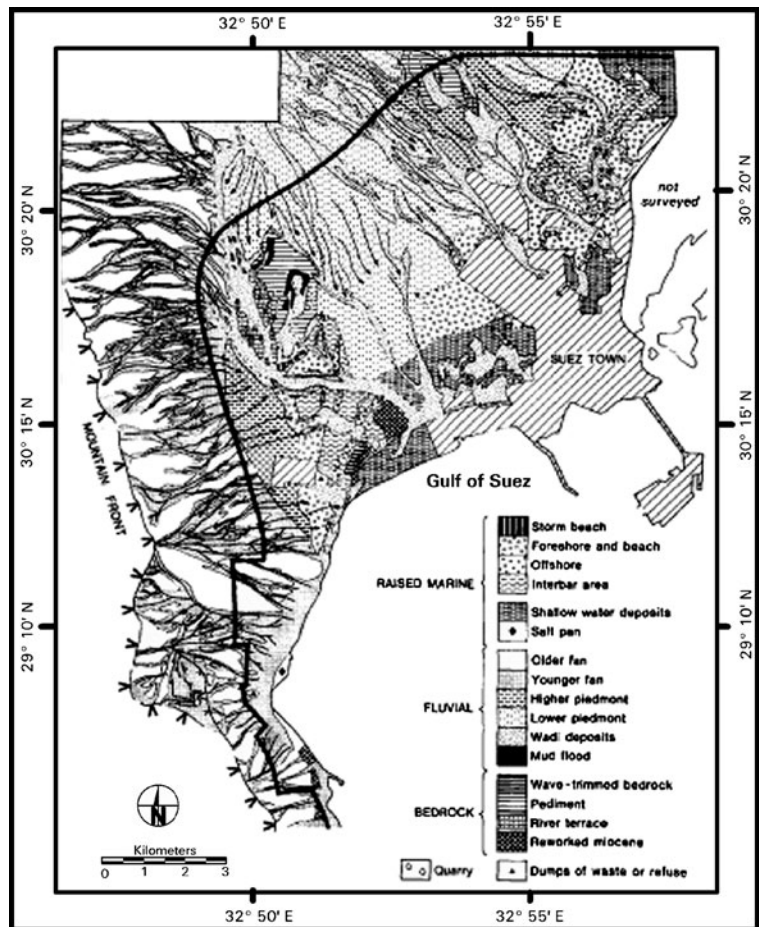 32° 50' E
32° 55' E
30° 20' N
30° 20' N
not
surveyed
SUEZ TOWN
30° 15' N
30° 15' N
MOUNTAIN FRONT
Gulf of Suez
RAISED MARINE
Storm beach
Foreshore and beach
Offshore
Interbar area
Shallow water deposits
Salt pan
29° 10' N
29° 10' N
FLUVIAL
Older fan
Younger fan
Higher piedmont
Lower piedmont
Wadi deposits
Mud flood
BEDROCK
Wave-trimmed bedrock
Pediment
River terrace
Reworked miocene
Quarry
Dumps of waste or refuse
N
Kilometers
0 1 2 3
32° 50' E
32° 55' E